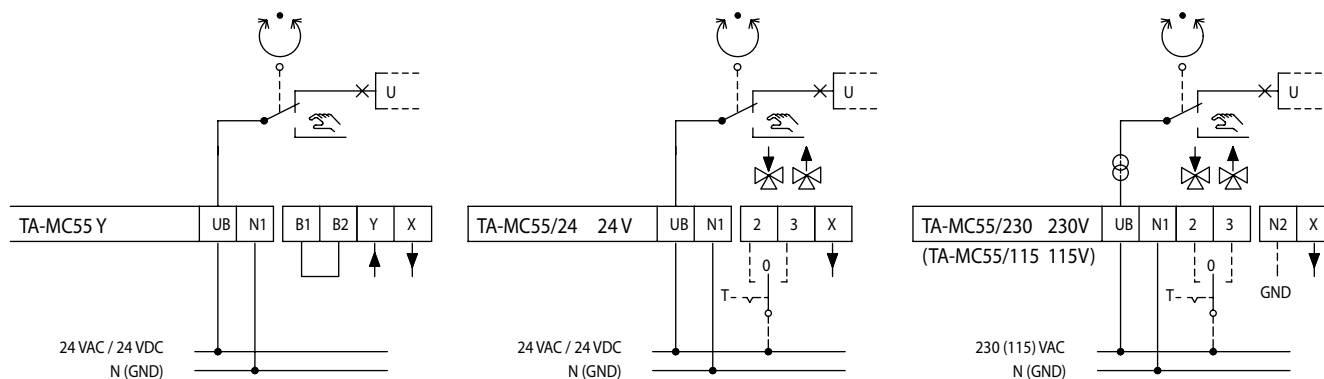 U
TA-MC55 Y UB N1 B1 B2 Y X
24 VAC / 24 VDC
N (GND)
U
TA-MC55/24 24 V UB N1 2 3 X
0
T
24 VAC / 24 VDC
N (GND)
U
TA-MC55/230 230V UB N1 2 3 N2 X
(TA-MC55/115 115V)
0
T
GND
230 (115) VAC
N (GND)